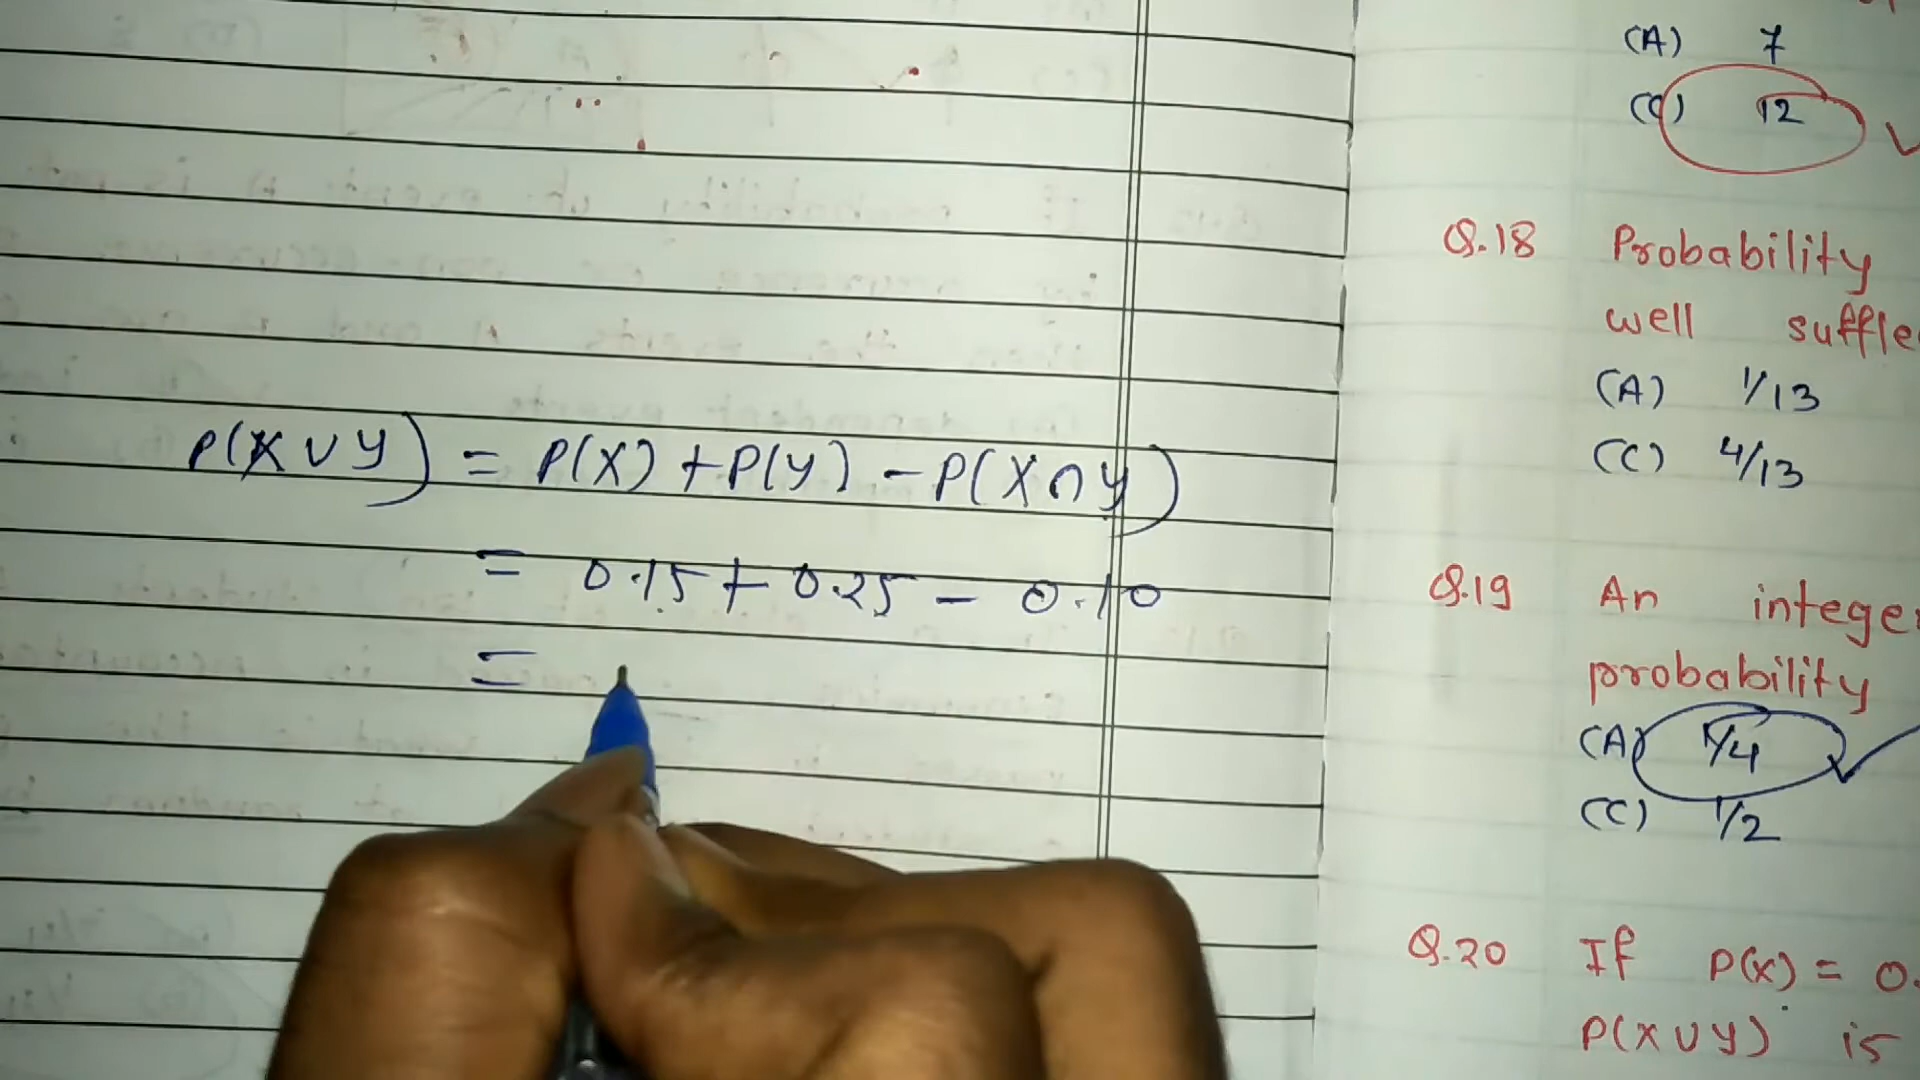 P(X∪Y) = P(X) + P(Y) - P(X∩Y)
= 0.15 + 0.25 - 0.10
=
(A) 7
(C) 12
Q.18 Probability
well suffle
(A) 1/13
(C) 4/13
Q.19 An intege
probability
(A) 1/4
(C) 1/2
Q.20 If P(X) = 0.
P(X∪Y) is